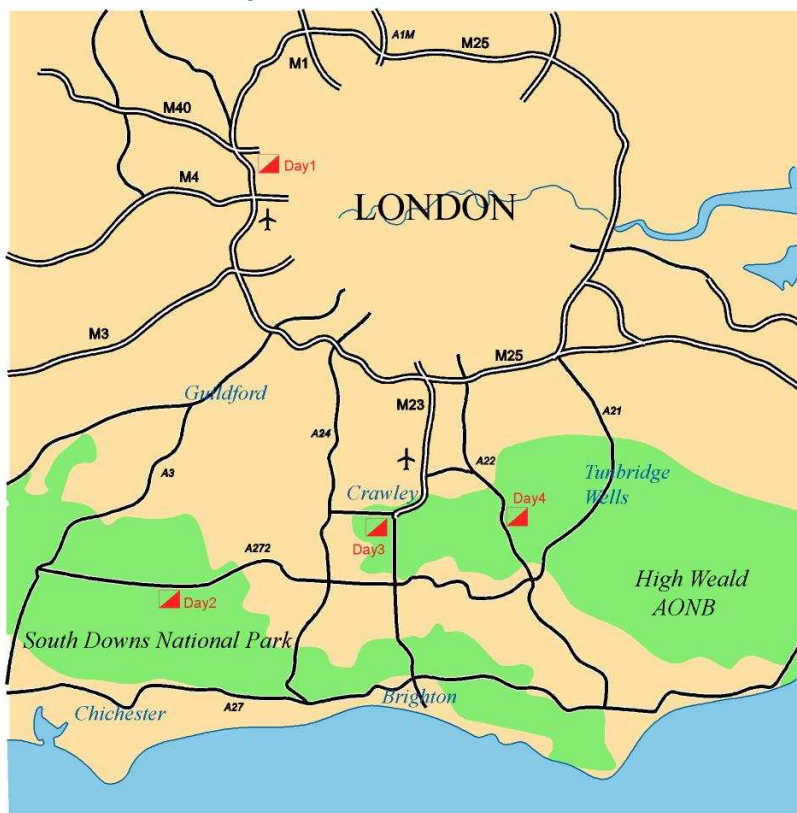 A1M
M25
M1
M40
Day1
M4
LONDON
M3
M25
Guildford
M23
A21
A24
A3
A22
Tunbridge
Wells
Crawley
Day4
Day3
A272
High Weald
AONB
Day2
South Downs National Park
Brighton
Chichester
A27